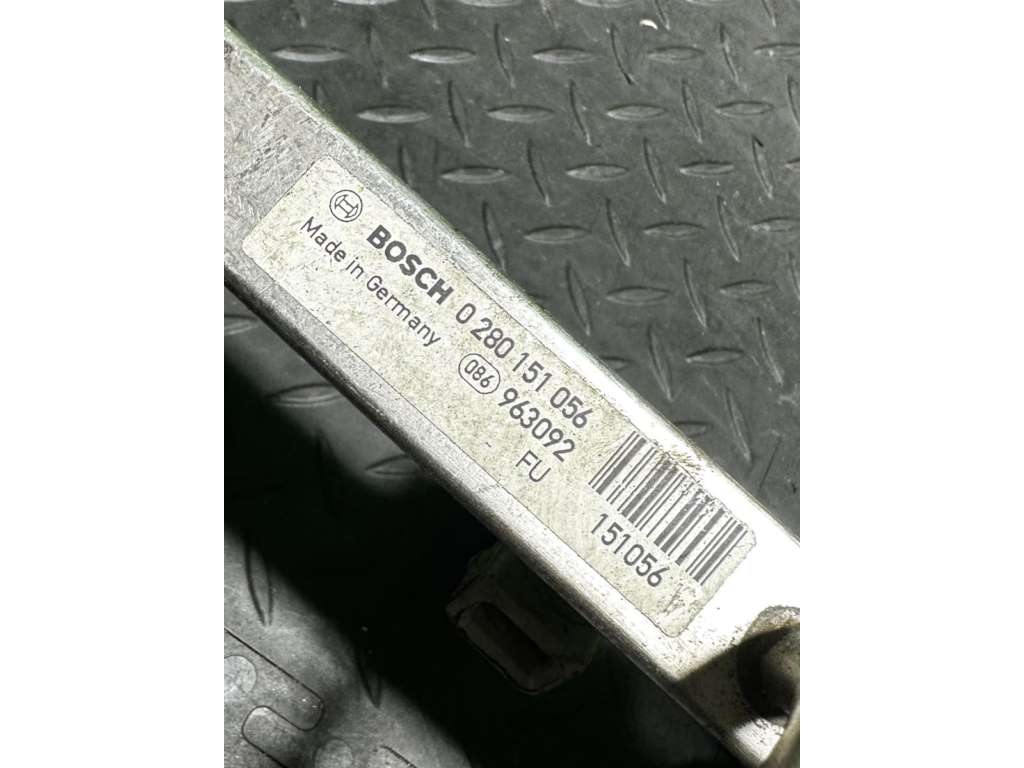 BOSCH 0 280 151 056
Made in Germany 086 963092
FU
151056 A